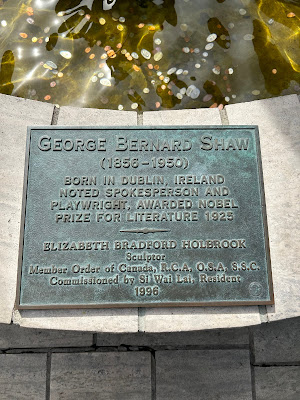 GEORGE BERNARD SHAW
(1856-1950)
BORN IN DUBLIN, IRELAND
NOTED SPOKESPERSON AND
PLAYWRIGHT, AWARDED NOBEL
PRIZE FOR LITERATURE 1925
ELIZABETH BRADFORD HOLBROOK
Sculptor
Member Order of Canada, R.C.A, O.S.A, S.S.C.
Commissioned by Si Wai Lai, Resident
1996